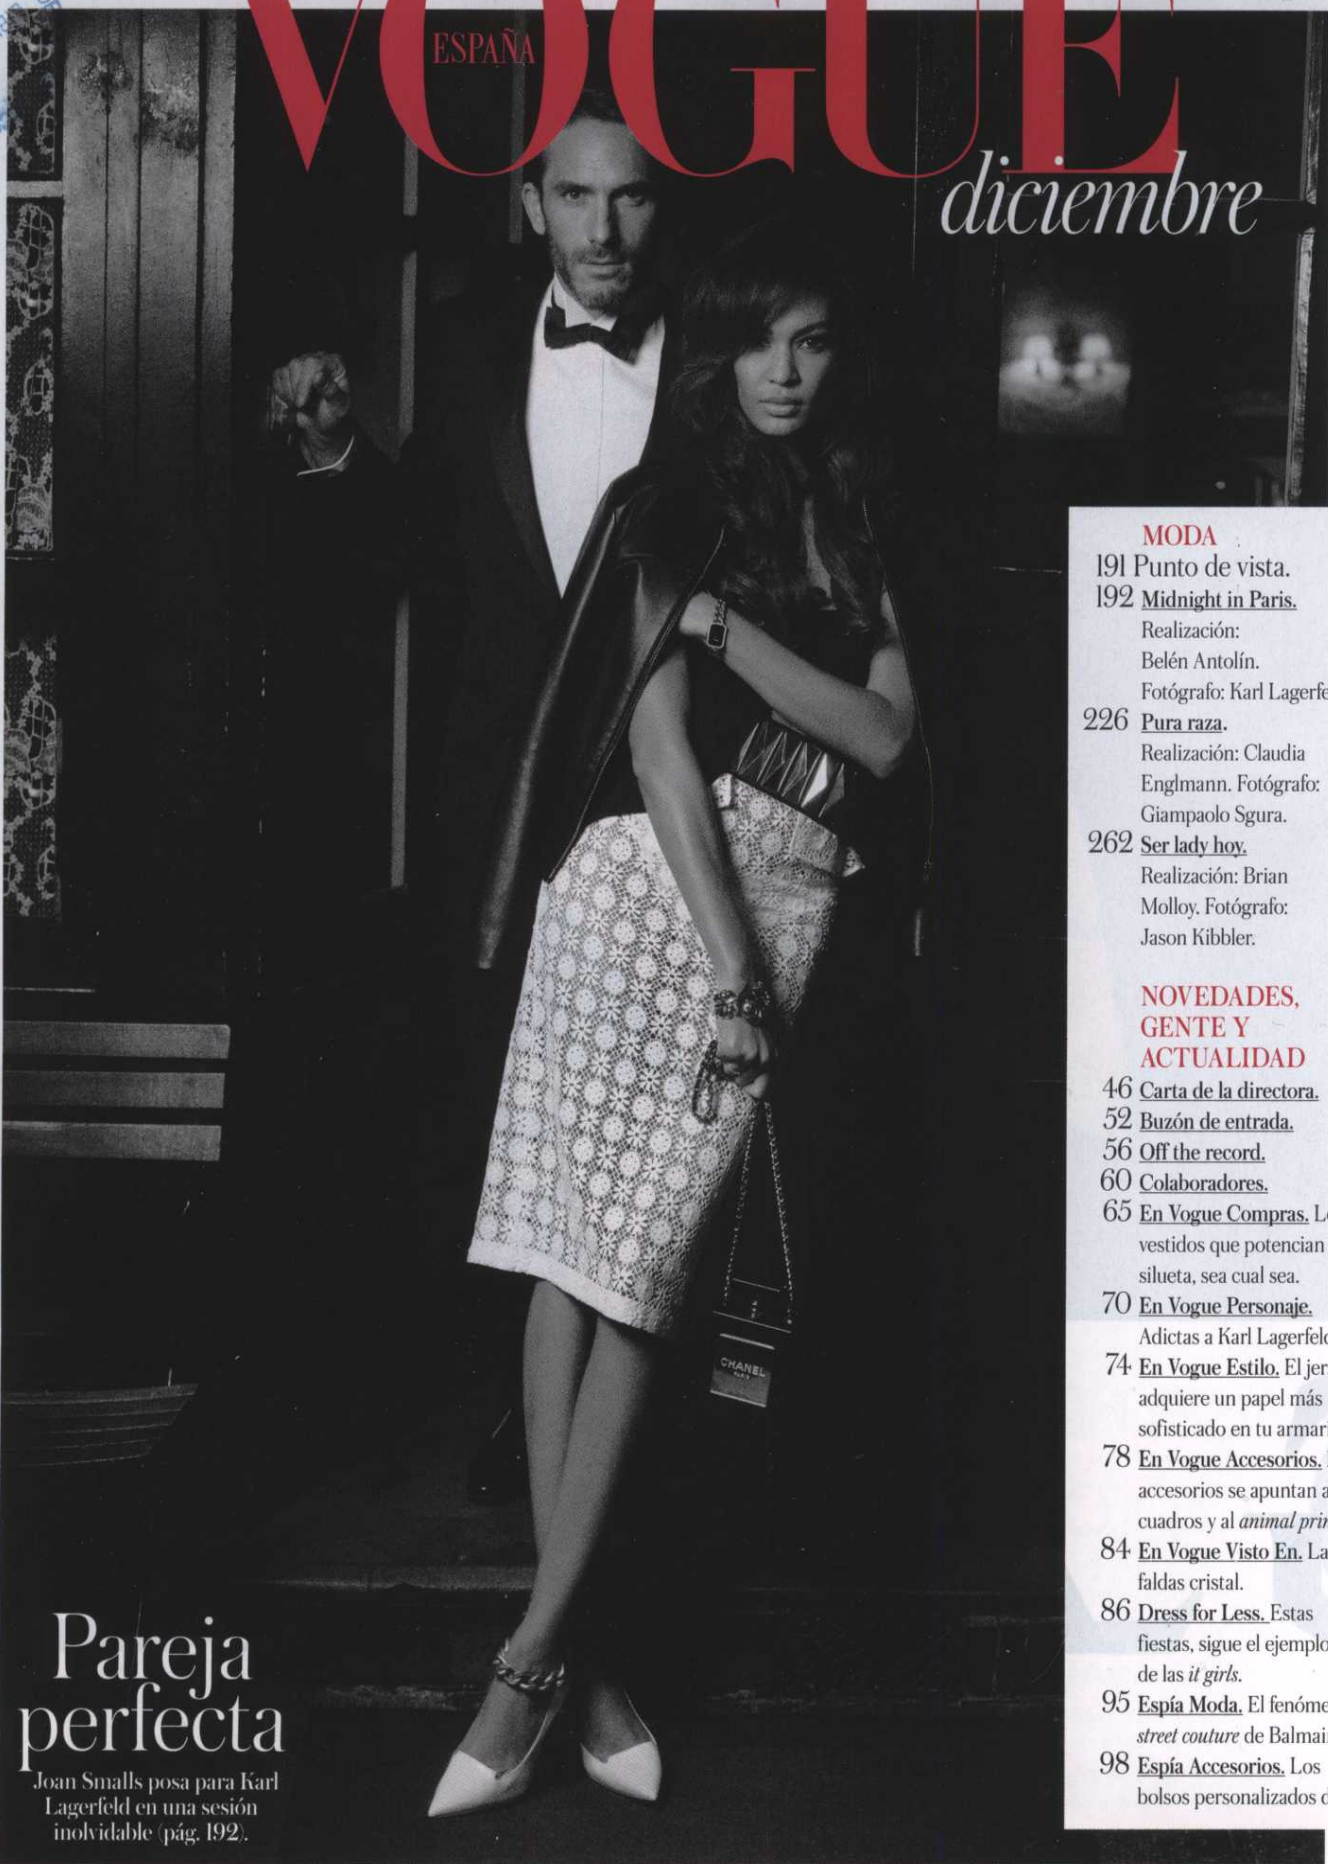 VOGUE
ESPAÑA
diciembre
MODA
191 Punto de vista.
192 Midnight in Paris.
Realización:
Belén Antolín.
Fotógrafo: Karl Lagerfe
226 Pura raza.
Realización: Claudia
Englmann. Fotógrafo:
Giampaolo Sgura.
262 Ser lady hoy.
Realización: Brian
Molloy. Fotógrafo:
Jason Kibbler.
NOVEDADES,
GENTE Y
ACTUALIDAD
46 Carta de la directora.
52 Buzón de entrada.
56 Off the record.
60 Colaboradores.
65 En Vogue Compras. L
vestidos que potencian
silueta, sea cual sea.
70 En Vogue Personaje.
Adictas a Karl Lagerfeld
74 En Vogue Estilo. El jer
adquiere un papel más
sofisticado en tu armar
78 En Vogue Accesorios.
accesorios se apuntan a
cuadros y al animal prin
84 En Vogue Visto En. La
faldas cristal.
86 Dress for Less. Estas
fiestas, sigue el ejemplo
de las it girls.
95 Espía Moda. El fenóme
street couture de Balmai
98 Espía Accesorios. Los
bolsos personalizados d
CHANEL
Pareja
perfecta
Joan Smalls posa para Karl
Lagerfeld en una sesión
inolvidable (pág. 192).